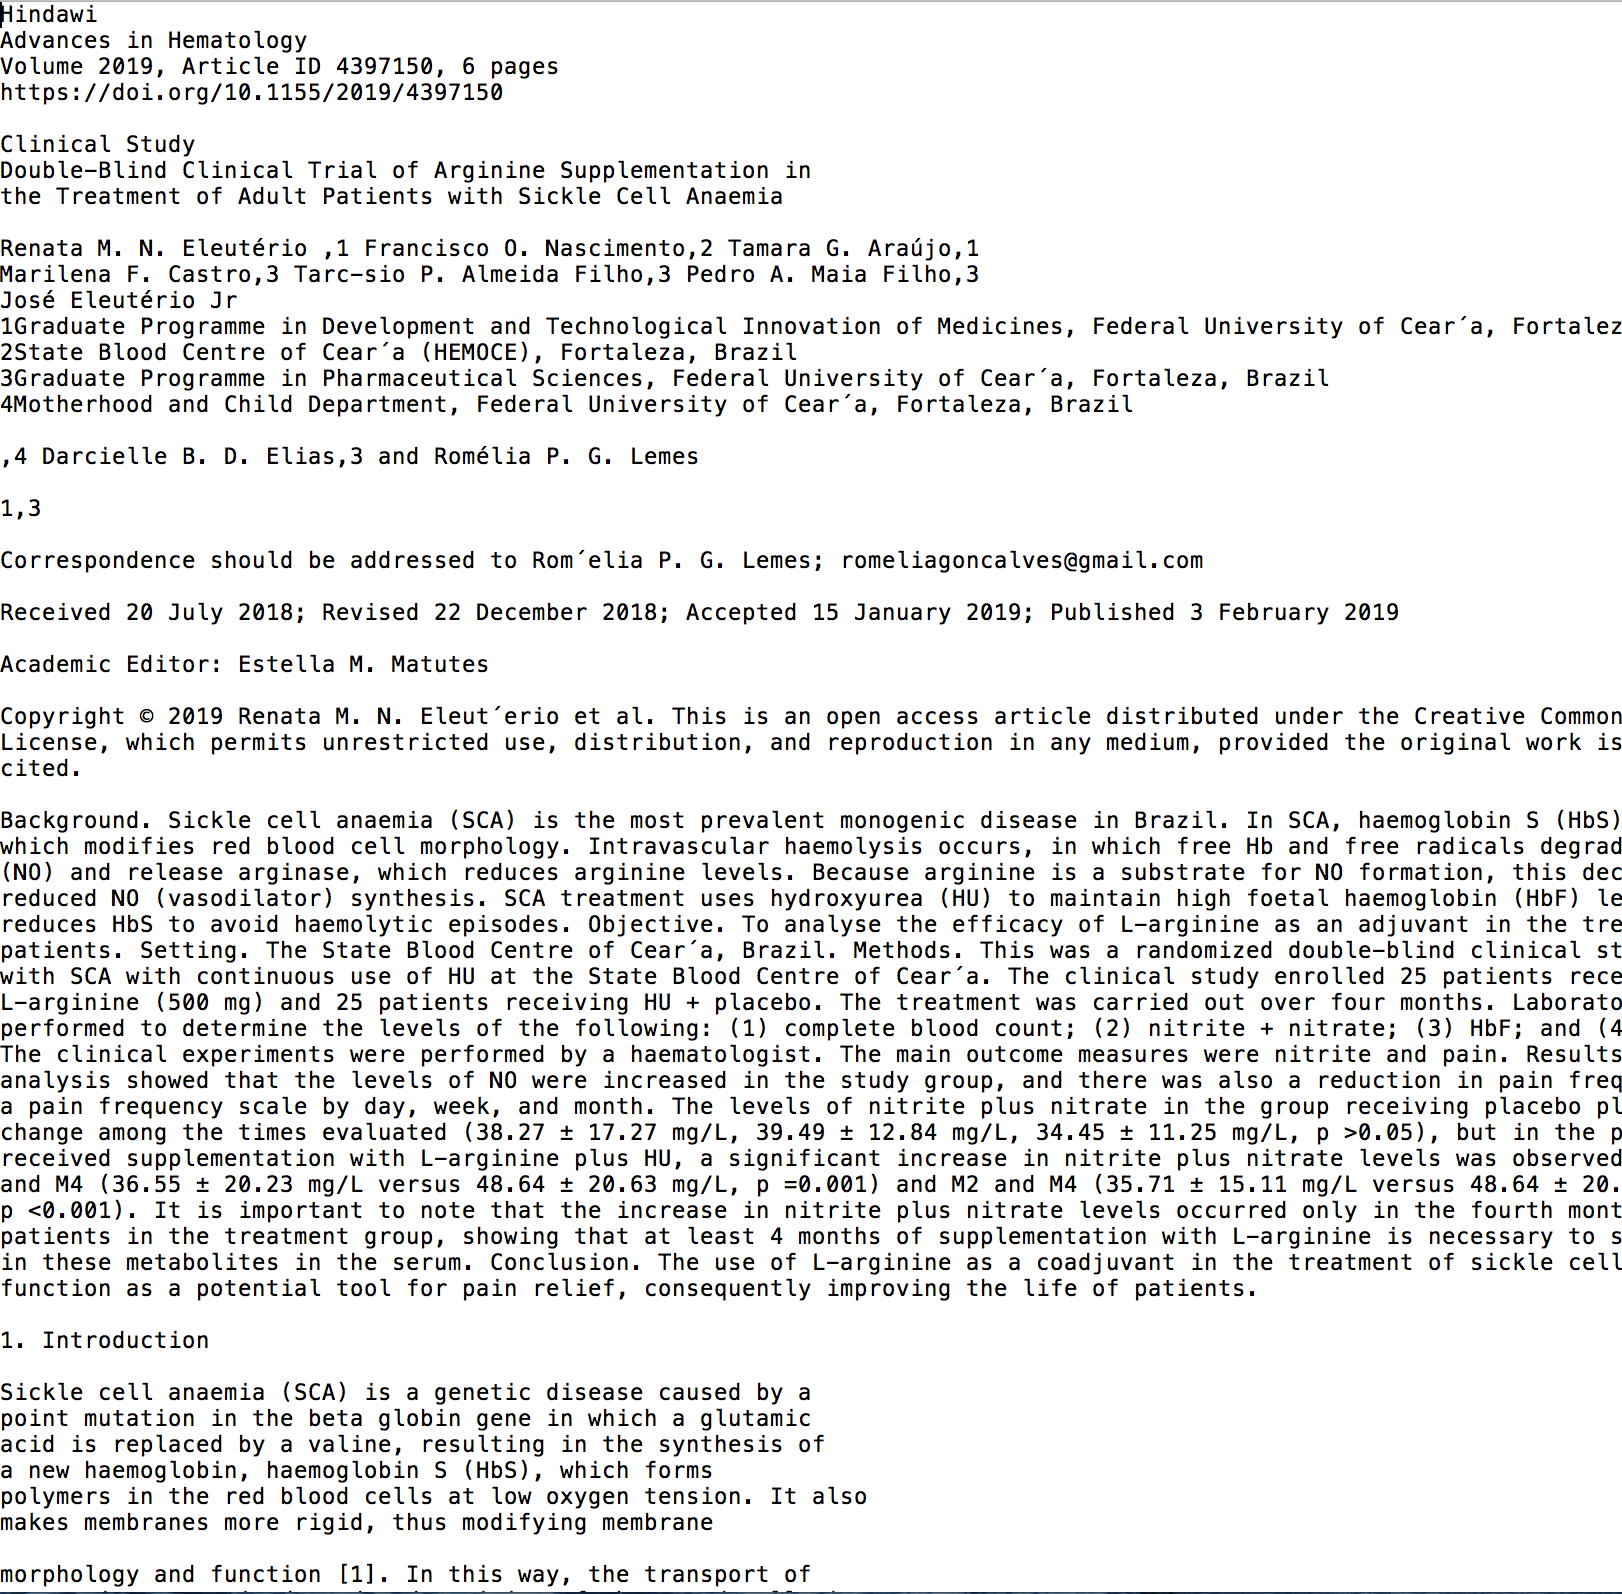 Hindawi
Advances in Hematology
Volume 2019, Article ID 4397150, 6 pages
https://doi.org/10.1155/2019/4397150
Clinical Study
Double-Blind Clinical Trial of Arginine Supplementation in
the Treatment of Adult Patients with Sickle Cell Anaemia
Renata M. N. Eleutério ,1 Francisco O. Nascimento,2 Tamara G. Araújo,1
Marilena F. Castro,3 Tarc-sio P. Almeida Filho,3 Pedro A. Maia Filho,3
José Eleutério Jr
1Graduate Programme in Development and Technological Innovation of Medicines, Federal University of Cear´a, Fortalez
2State Blood Centre of Cear´a (HEMOCE), Fortaleza, Brazil
3Graduate Programme in Pharmaceutical Sciences, Federal University of Cear´a, Fortaleza, Brazil
4Motherhood and Child Department, Federal University of Cear´a, Fortaleza, Brazil
,4 Darcielle B. D. Elias,3 and Romélia P. G. Lemes
1,3
Correspondence should be addressed to Rom´elia P. G. Lemes; romeliagoncalves@gmail.com
Received 20 July 2018; Revised 22 December 2018; Accepted 15 January 2019; Published 3 February 2019
Academic Editor: Estella M. Matutes
Copyright © 2019 Renata M. N. Eleut´erio et al. This is an open access article distributed under the Creative Common
License, which permits unrestricted use, distribution, and reproduction in any medium, provided the original work is
cited.
Background. Sickle cell anaemia (SCA) is the most prevalent monogenic disease in Brazil. In SCA, haemoglobin S (HbS)
which modifies red blood cell morphology. Intravascular haemolysis occurs, in which free Hb and free radicals degrad
(NO) and release arginase, which reduces arginine levels. Because arginine is a substrate for NO formation, this dec
reduced NO (vasodilator) synthesis. SCA treatment uses hydroxyurea (HU) to maintain high foetal haemoglobin (HbF) le
reduces HbS to avoid haemolytic episodes. Objective. To analyse the efficacy of L-arginine as an adjuvant in the tre
patients. Setting. The State Blood Centre of Cear´a, Brazil. Methods. This was a randomized double-blind clinical st
with SCA with continuous use of HU at the State Blood Centre of Cear´a. The clinical study enrolled 25 patients rece
L-arginine (500 mg) and 25 patients receiving HU + placebo. The treatment was carried out over four months. Laborato
performed to determine the levels of the following: (1) complete blood count; (2) nitrite + nitrate; (3) HbF; and (4
The clinical experiments were performed by a haematologist. The main outcome measures were nitrite and pain. Results
analysis showed that the levels of NO were increased in the study group, and there was also a reduction in pain freq
a pain frequency scale by day, week, and month. The levels of nitrite plus nitrate in the group receiving placebo pl
change among the times evaluated (38.27 ± 17.27 mg/L, 39.49 ± 12.84 mg/L, 34.45 ± 11.25 mg/L, p >0.05), but in the p
received supplementation with L-arginine plus HU, a significant increase in nitrite plus nitrate levels was observed
and M4 (36.55 ± 20.23 mg/L versus 48.64 ± 20.63 mg/L, p =0.001) and M2 and M4 (35.71 ± 15.11 mg/L versus 48.64 ± 20.
p <0.001). It is important to note that the increase in nitrite plus nitrate levels occurred only in the fourth mont
patients in the treatment group, showing that at least 4 months of supplementation with L-arginine is necessary to s
in these metabolites in the serum. Conclusion. The use of L-arginine as a coadjuvant in the treatment of sickle cell
function as a potential tool for pain relief, consequently improving the life of patients.
1. Introduction
Sickle cell anaemia (SCA) is a genetic disease caused by a
point mutation in the beta globin gene in which a glutamic
acid is replaced by a valine, resulting in the synthesis of
a new haemoglobin, haemoglobin S (HbS), which forms
polymers in the red blood cells at low oxygen tension. It also
makes membranes more rigid, thus modifying membrane
morphology and function [1]. In this way, the transport of